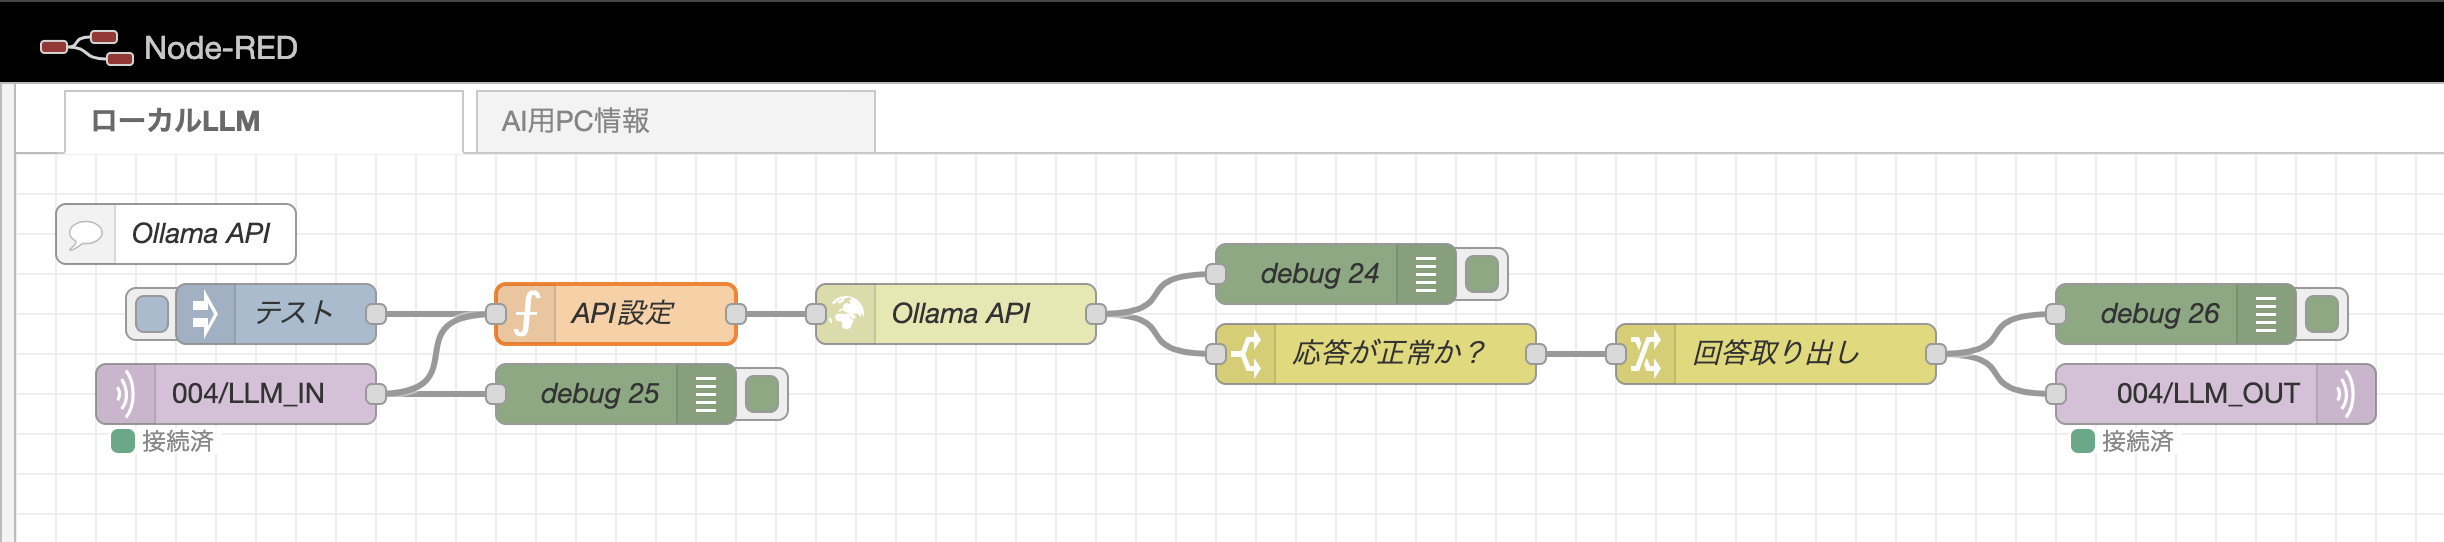 Node-RED
ローカルLLM
AI用PC情報
Ollama API
debug 24
テスト
API設定
Ollama API
debug 26
応答が正常か？
回答取り出し
004/LLM_IN
debug 25
004/LLM_OUT
接続済
接続済